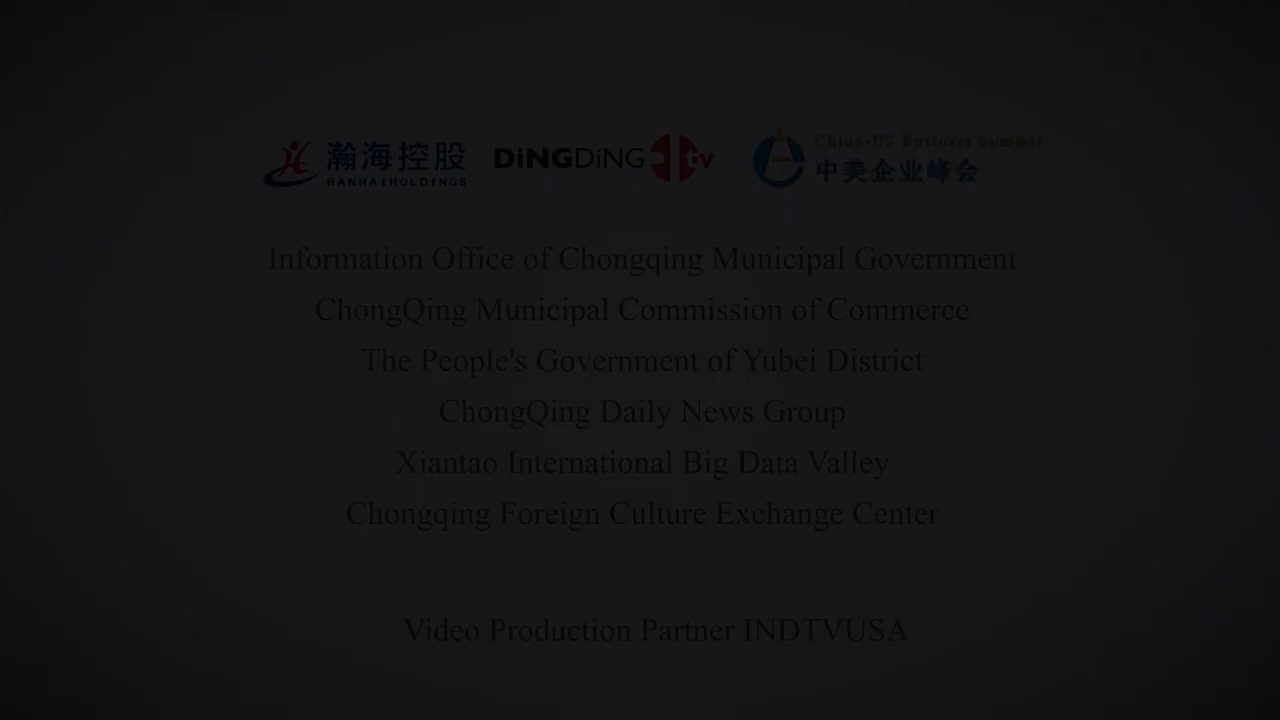 瀚海控股
HANHAIHOLDINGS
DiNGDiNG tv
China-US Business Summit
中美企业峰会
Information Office of Chongqing Municipal Government
ChongQing Municipal Commission of Commerce
The People's Government of Yubei District
ChongQing Daily News Group
Xiantao International Big Data Valley
Chongqing Foreign Culture Exchange Center
Video Production Partner INDTVUSA